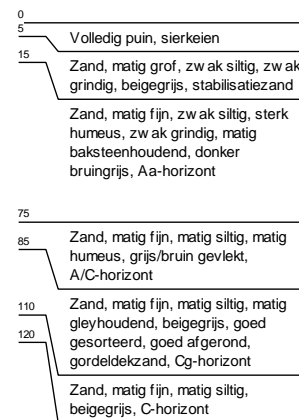 0
5
Volledig puin, sierkeien
15
Zand, matig grof, zwak siltig, zwak
grindig, beigegrijs, stabilisatiezand
Zand, matig fijn, zwak siltig, sterk
humeus, zwak grindig, matig
baksteenhoudend, donker
bruingrijs, Aa-horizont
75
Zand, matig fijn, matig siltig, matig
85
humeus, grijs/bruin gevlekt,
A/C-horizont
Zand, matig fijn, matig siltig, matig
110
gleyhoudend, beigegrijs, goed
gesorteerd, goed afgerond,
120
gordeldekzand, Cg-horizont
Zand, matig fijn, matig siltig,
beigegrijs, C-horizont